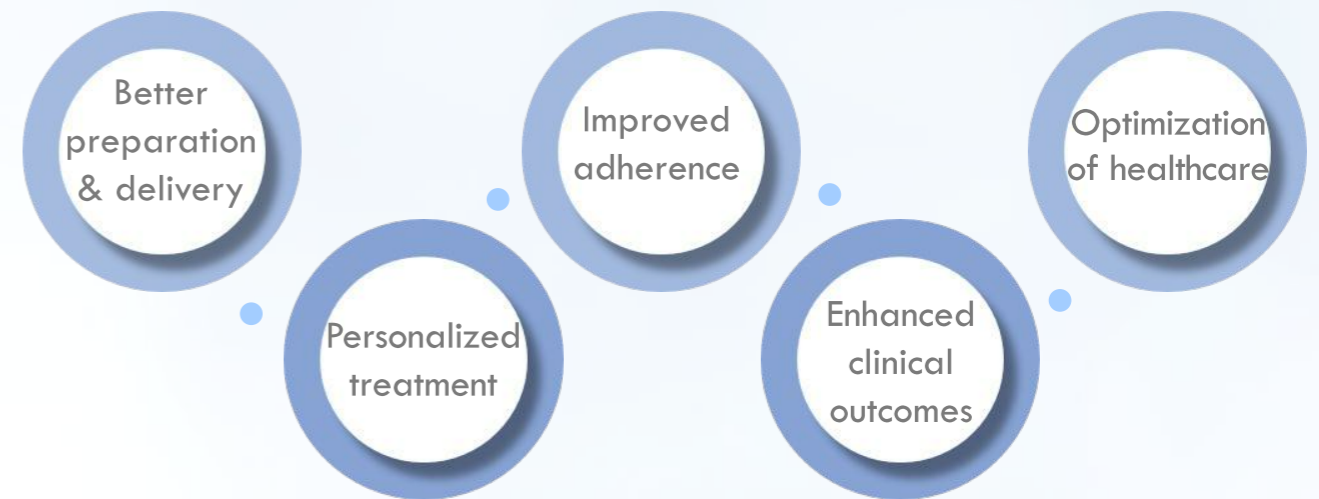 Better
preparation
& delivery
Personalized
treatment
Improved
adherence
Enhanced
clinical
outcomes
Optimization
of healthcare